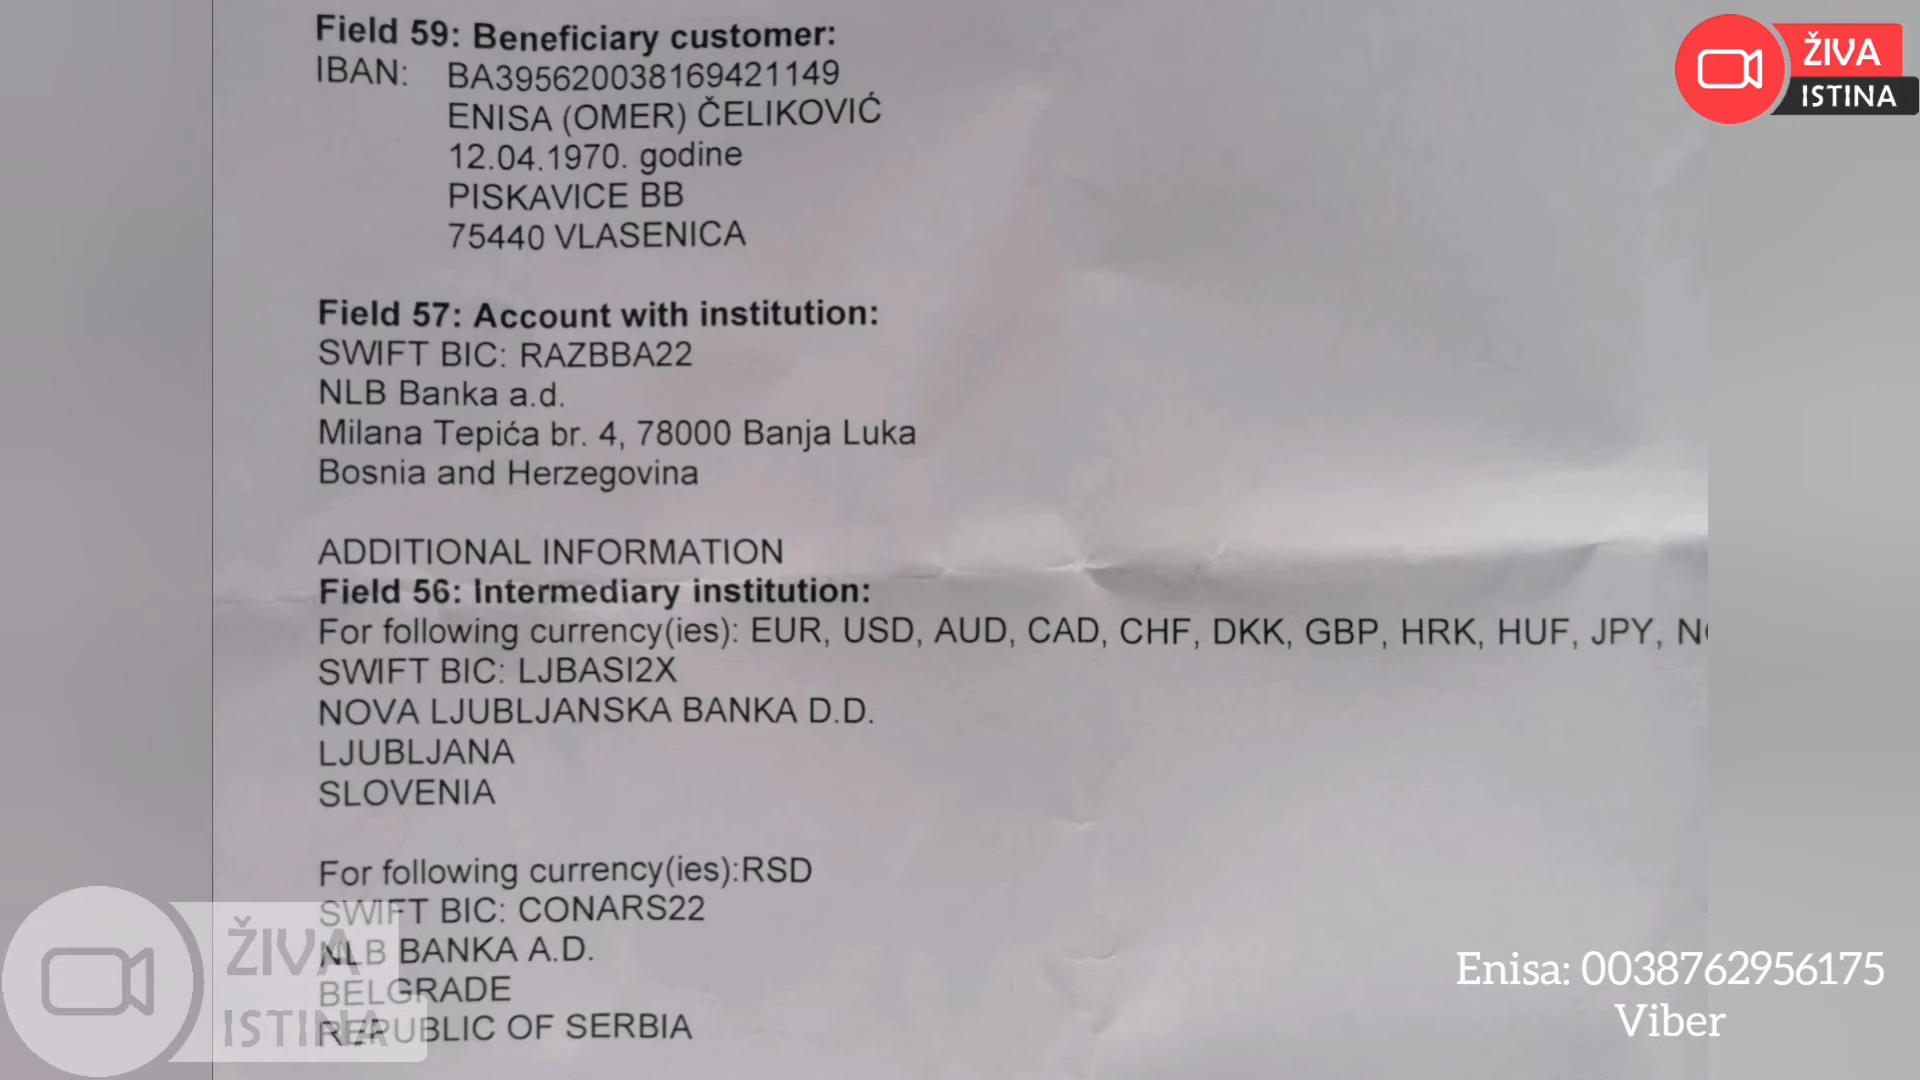 Field 59: Beneficiary customer:
IBAN: BA395620038169421149
ENISA (OMER) ČELIKOVIĆ
12.04.1970. godine
PISKAVICE BB
75440 VLASENICA
Field 57: Account with institution:
SWIFT BIC: RAZBBA22
NLB Banka a.d.
Milana Tepića br. 4, 78000 Banja Luka
Bosnia and Herzegovina
ADDITIONAL INFORMATION
Field 56: Intermediary institution:
For following currency(ies): EUR, USD, AUD, CAD, CHF, DKK, GBP, HRK, HUF, JPY,
SWIFT BIC: LJBASI2X
NOVA LJUBLJANSKA BANKA D.D.
LJUBLJANA
SLOVENIA
For following currency(ies):RSD
SWIFT BIC: CONARS22
NLB BANKA A.D.
BELGRADE
REPUBLIC OF SERBIA
ŽIVA
ISTINA
ŽIVA
ISTINA
Enisa: 0038762956175
Viber